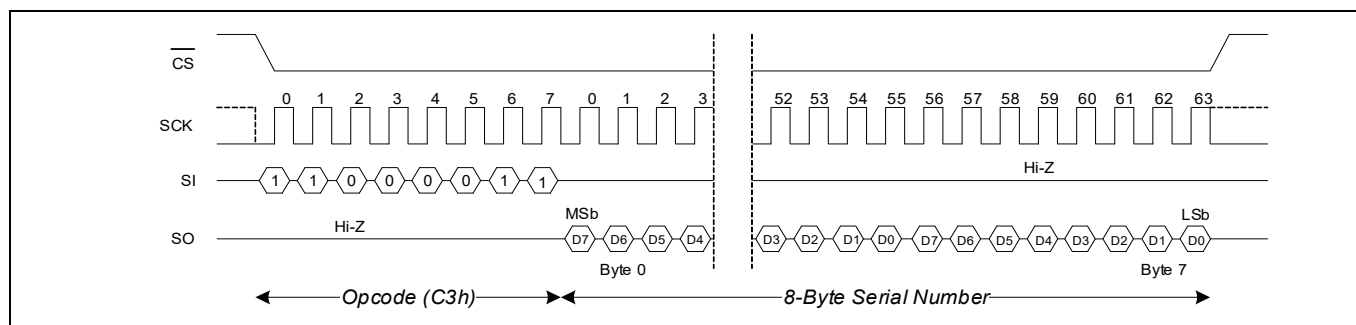 CS
0 1 2 3 4 5 6 7 0 1 2 3 52 53 54 55 56 57 58 59 60 61 62 63
SCK
Hi-Z
SI 1 1 0 0 0 0 1 1
Hi-Z MSb LSb
SO D7 D6 D5 D4 D3 D2 D1 D0 D7 D6 D5 D4 D3 D2 D1 D0
Byte 0 Byte 7
Opcode (C3h) 8-Byte Serial Number